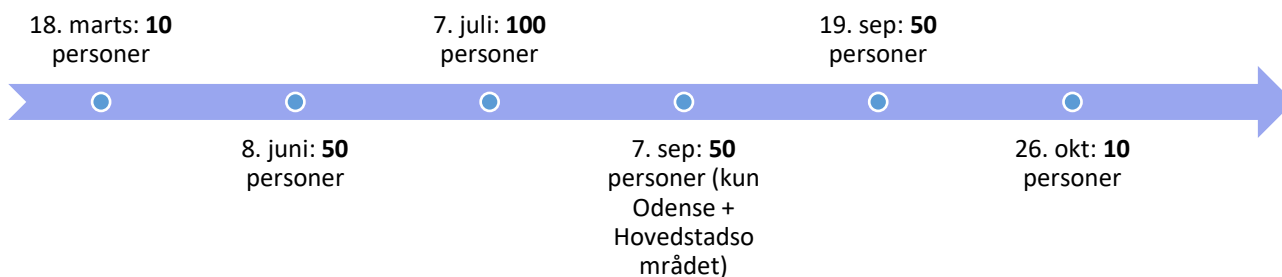 18. marts: 10
personer
8. juni: 50
personer
7. juli: 100
personer
7. sep: 50
personer (kun
Odense +
Hovedstadso
mrådet)
19. sep: 50
personer
26. okt: 10
personer